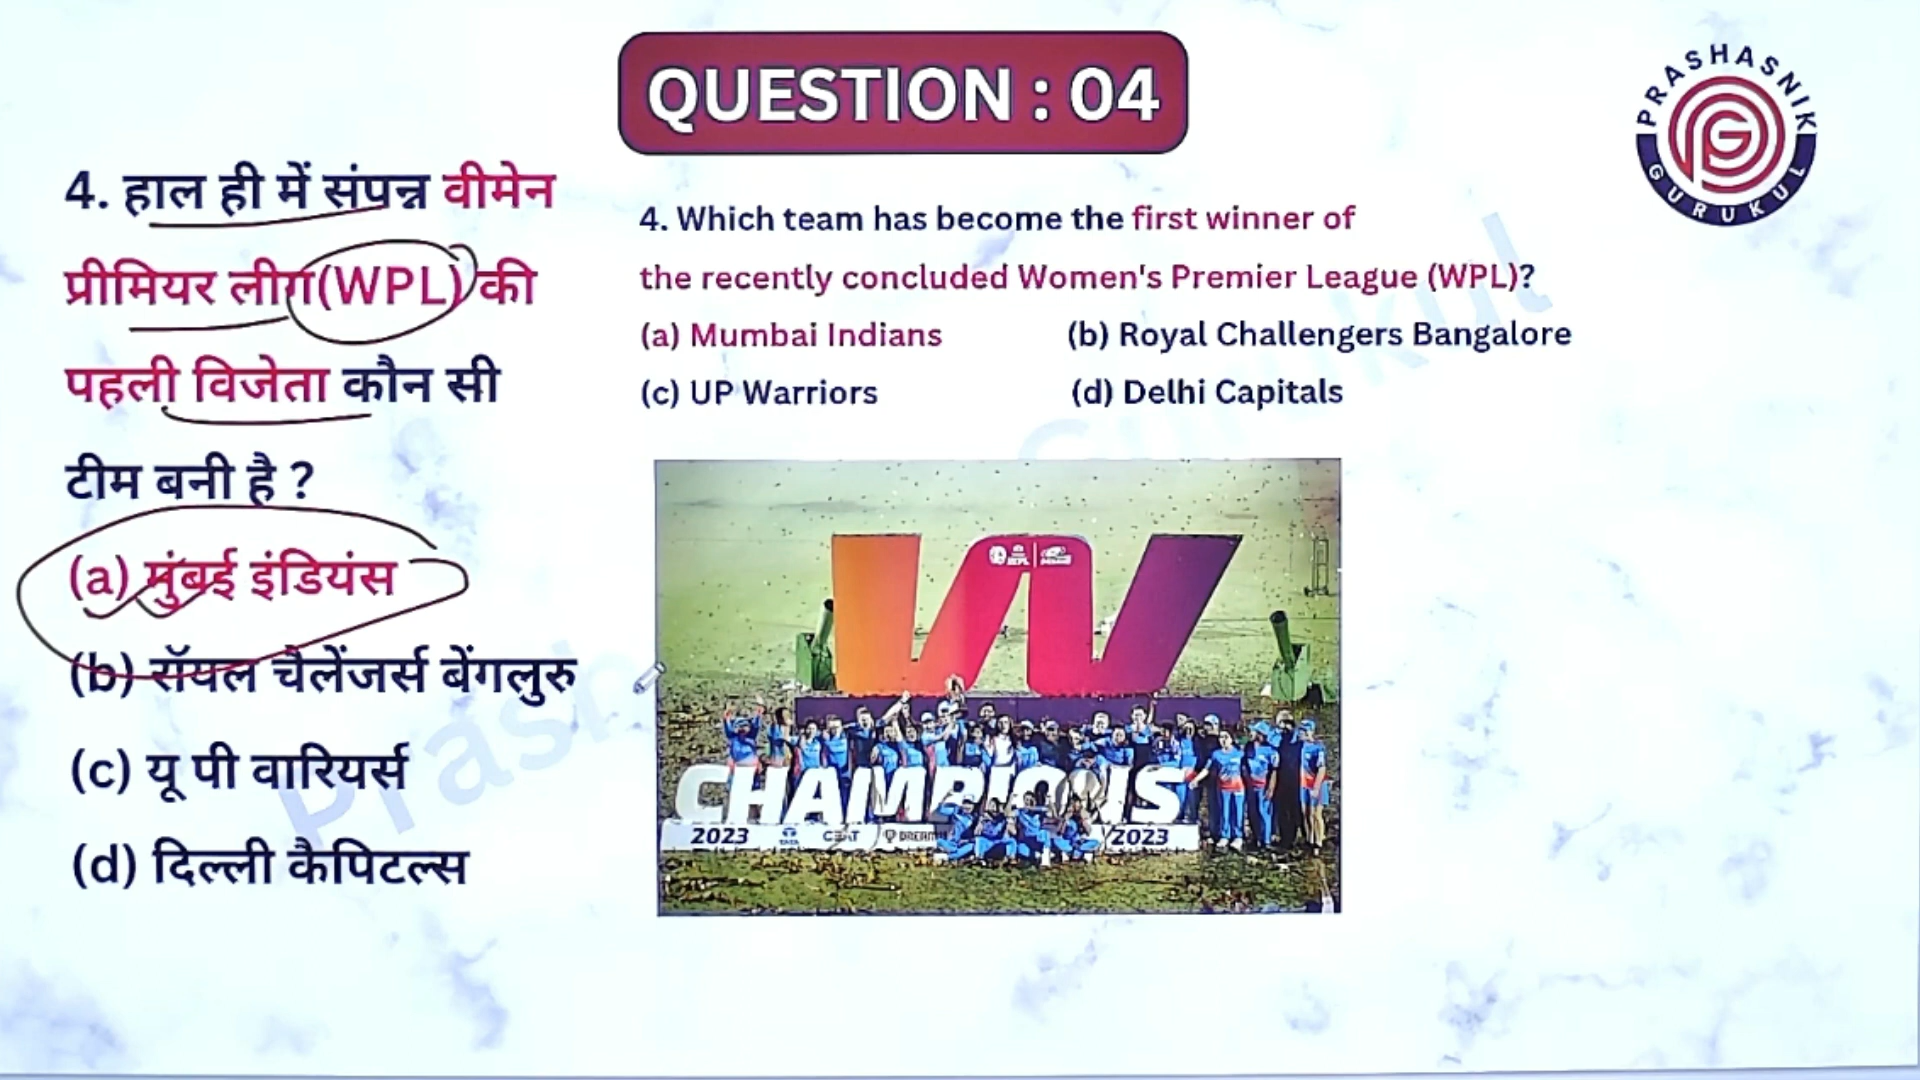 QUESTION : 04
PRASHASNIK
GURUKUL
4. हाल ही में संपन्न वीमेन
प्रीमियर लीग(WPL) की
पहली विजेता कौन सी
टीम बनी है ?
(a) मुंबई इंडियंस
(b) रॉयल चैलेंजर्स बेंगलुरु
(c) यू पी वारियर्स
(d) दिल्ली कैपिटल्स
4. Which team has become the first winner of
the recently concluded Women's Premier League (WPL)?
(a) Mumbai Indians (b) Royal Challengers Bangalore
(c) UP Warriors (d) Delhi Capitals
CHAMPIONS
2023 TATA CEAT 2023